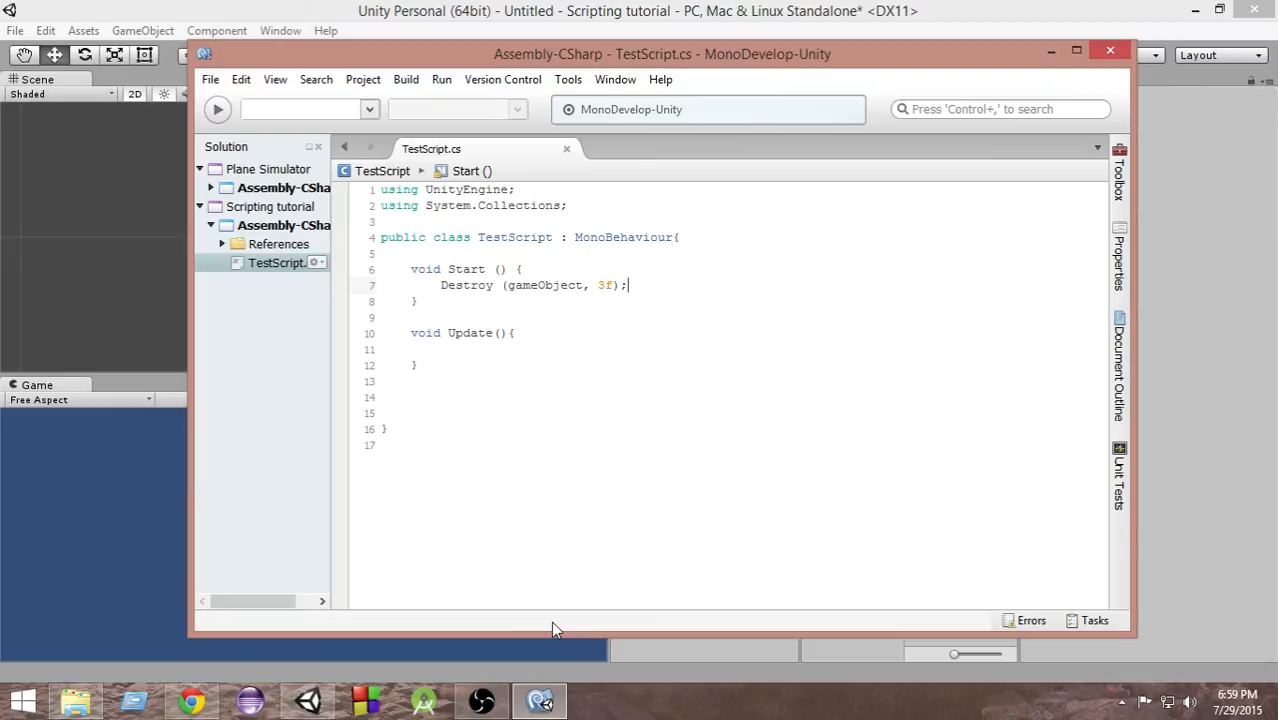 Unity Personal (64bit) - Untitled - Scripting tutorial - PC, Mac & Linux Standalone* <DX11>
File Edit Assets GameObject Component Window Help
Assembly-CSharp - TestScript.cs - MonoDevelop-Unity
Layout
Scene
Shaded 2D
File Edit View Search Project Build Run Version Control Tools Window Help
MonoDevelop-Unity
Press 'Control+,' to search
Solution
TestScript.cs
Plane Simulator
TestScript Start ()
Assembly-CSha
Scripting tutorial
Assembly-CSha
References
TestScript.
1 using UnityEngine;
2 using System.Collections;
3
4 public class TestScript : MonoBehaviour{
5
6 void Start () {
7 Destroy (gameObject, 3f);
8 }
9
10 void Update(){
11
12 }
13
14
15
16 }
17
Toolbox
Properties
Document Outline
Unit Tests
Game
Free Aspect
Errors Tasks
6:59 PM
7/29/2015